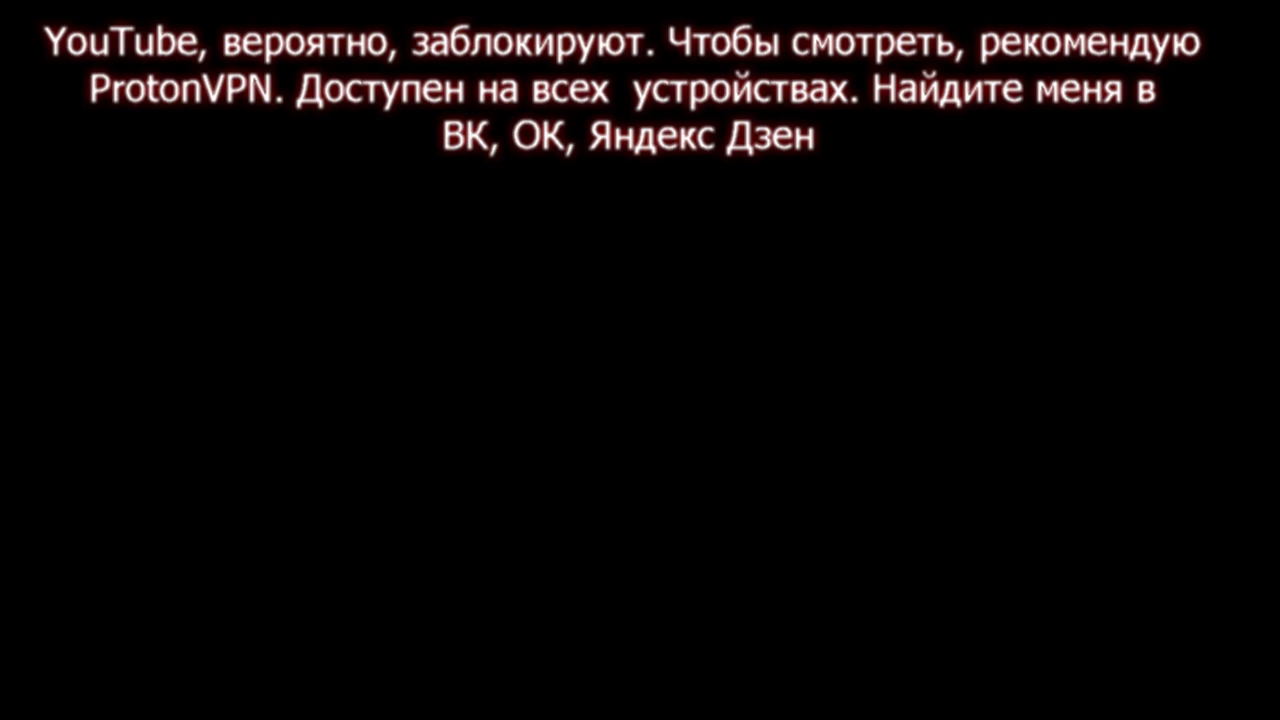 YouTube, вероятно, заблокируют. Чтобы смотреть, рекомендую
ProtonVPN. Доступен на всех  устройствах. Найдите меня в
ВК, ОК, Яндекс Дзен